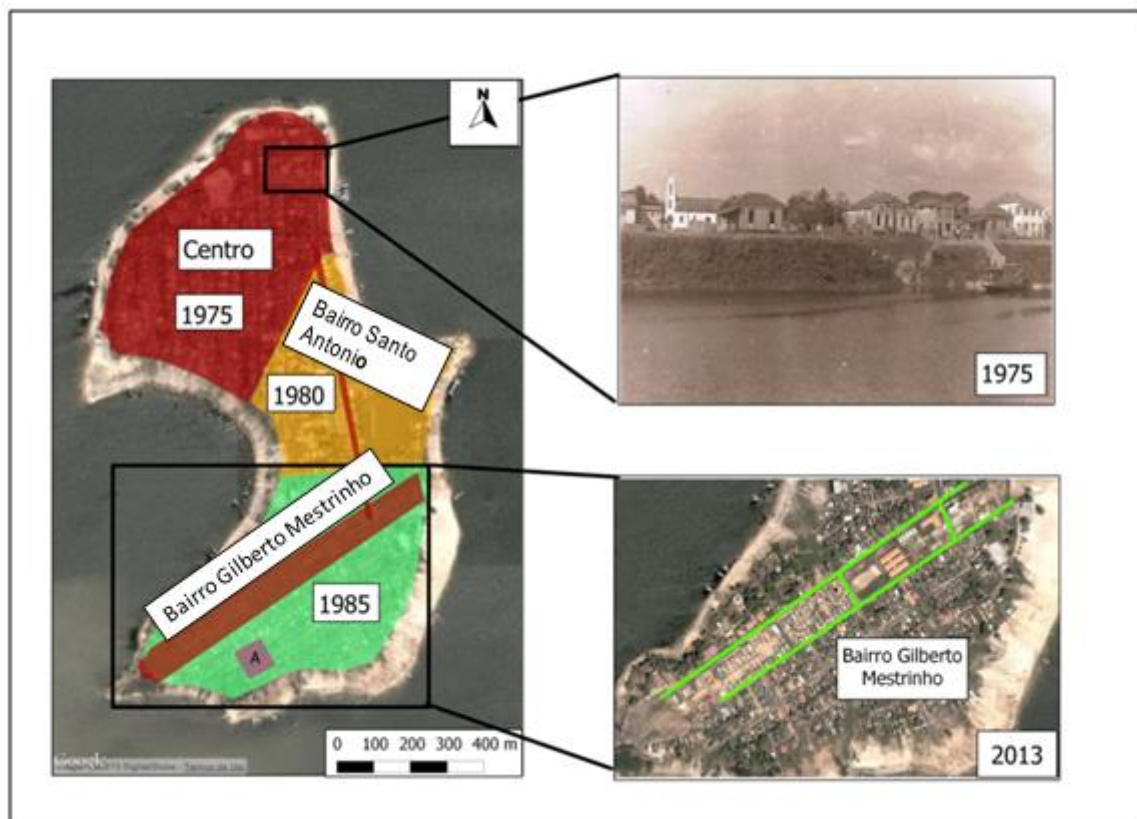 N
Centro
1975
Bairro Santo
Antonio
1980
Bairro Gilberto Mestrinho
1985
A
0 100 200 300 400 m
Google
1975
Bairro Gilberto
Mestrinho
2013